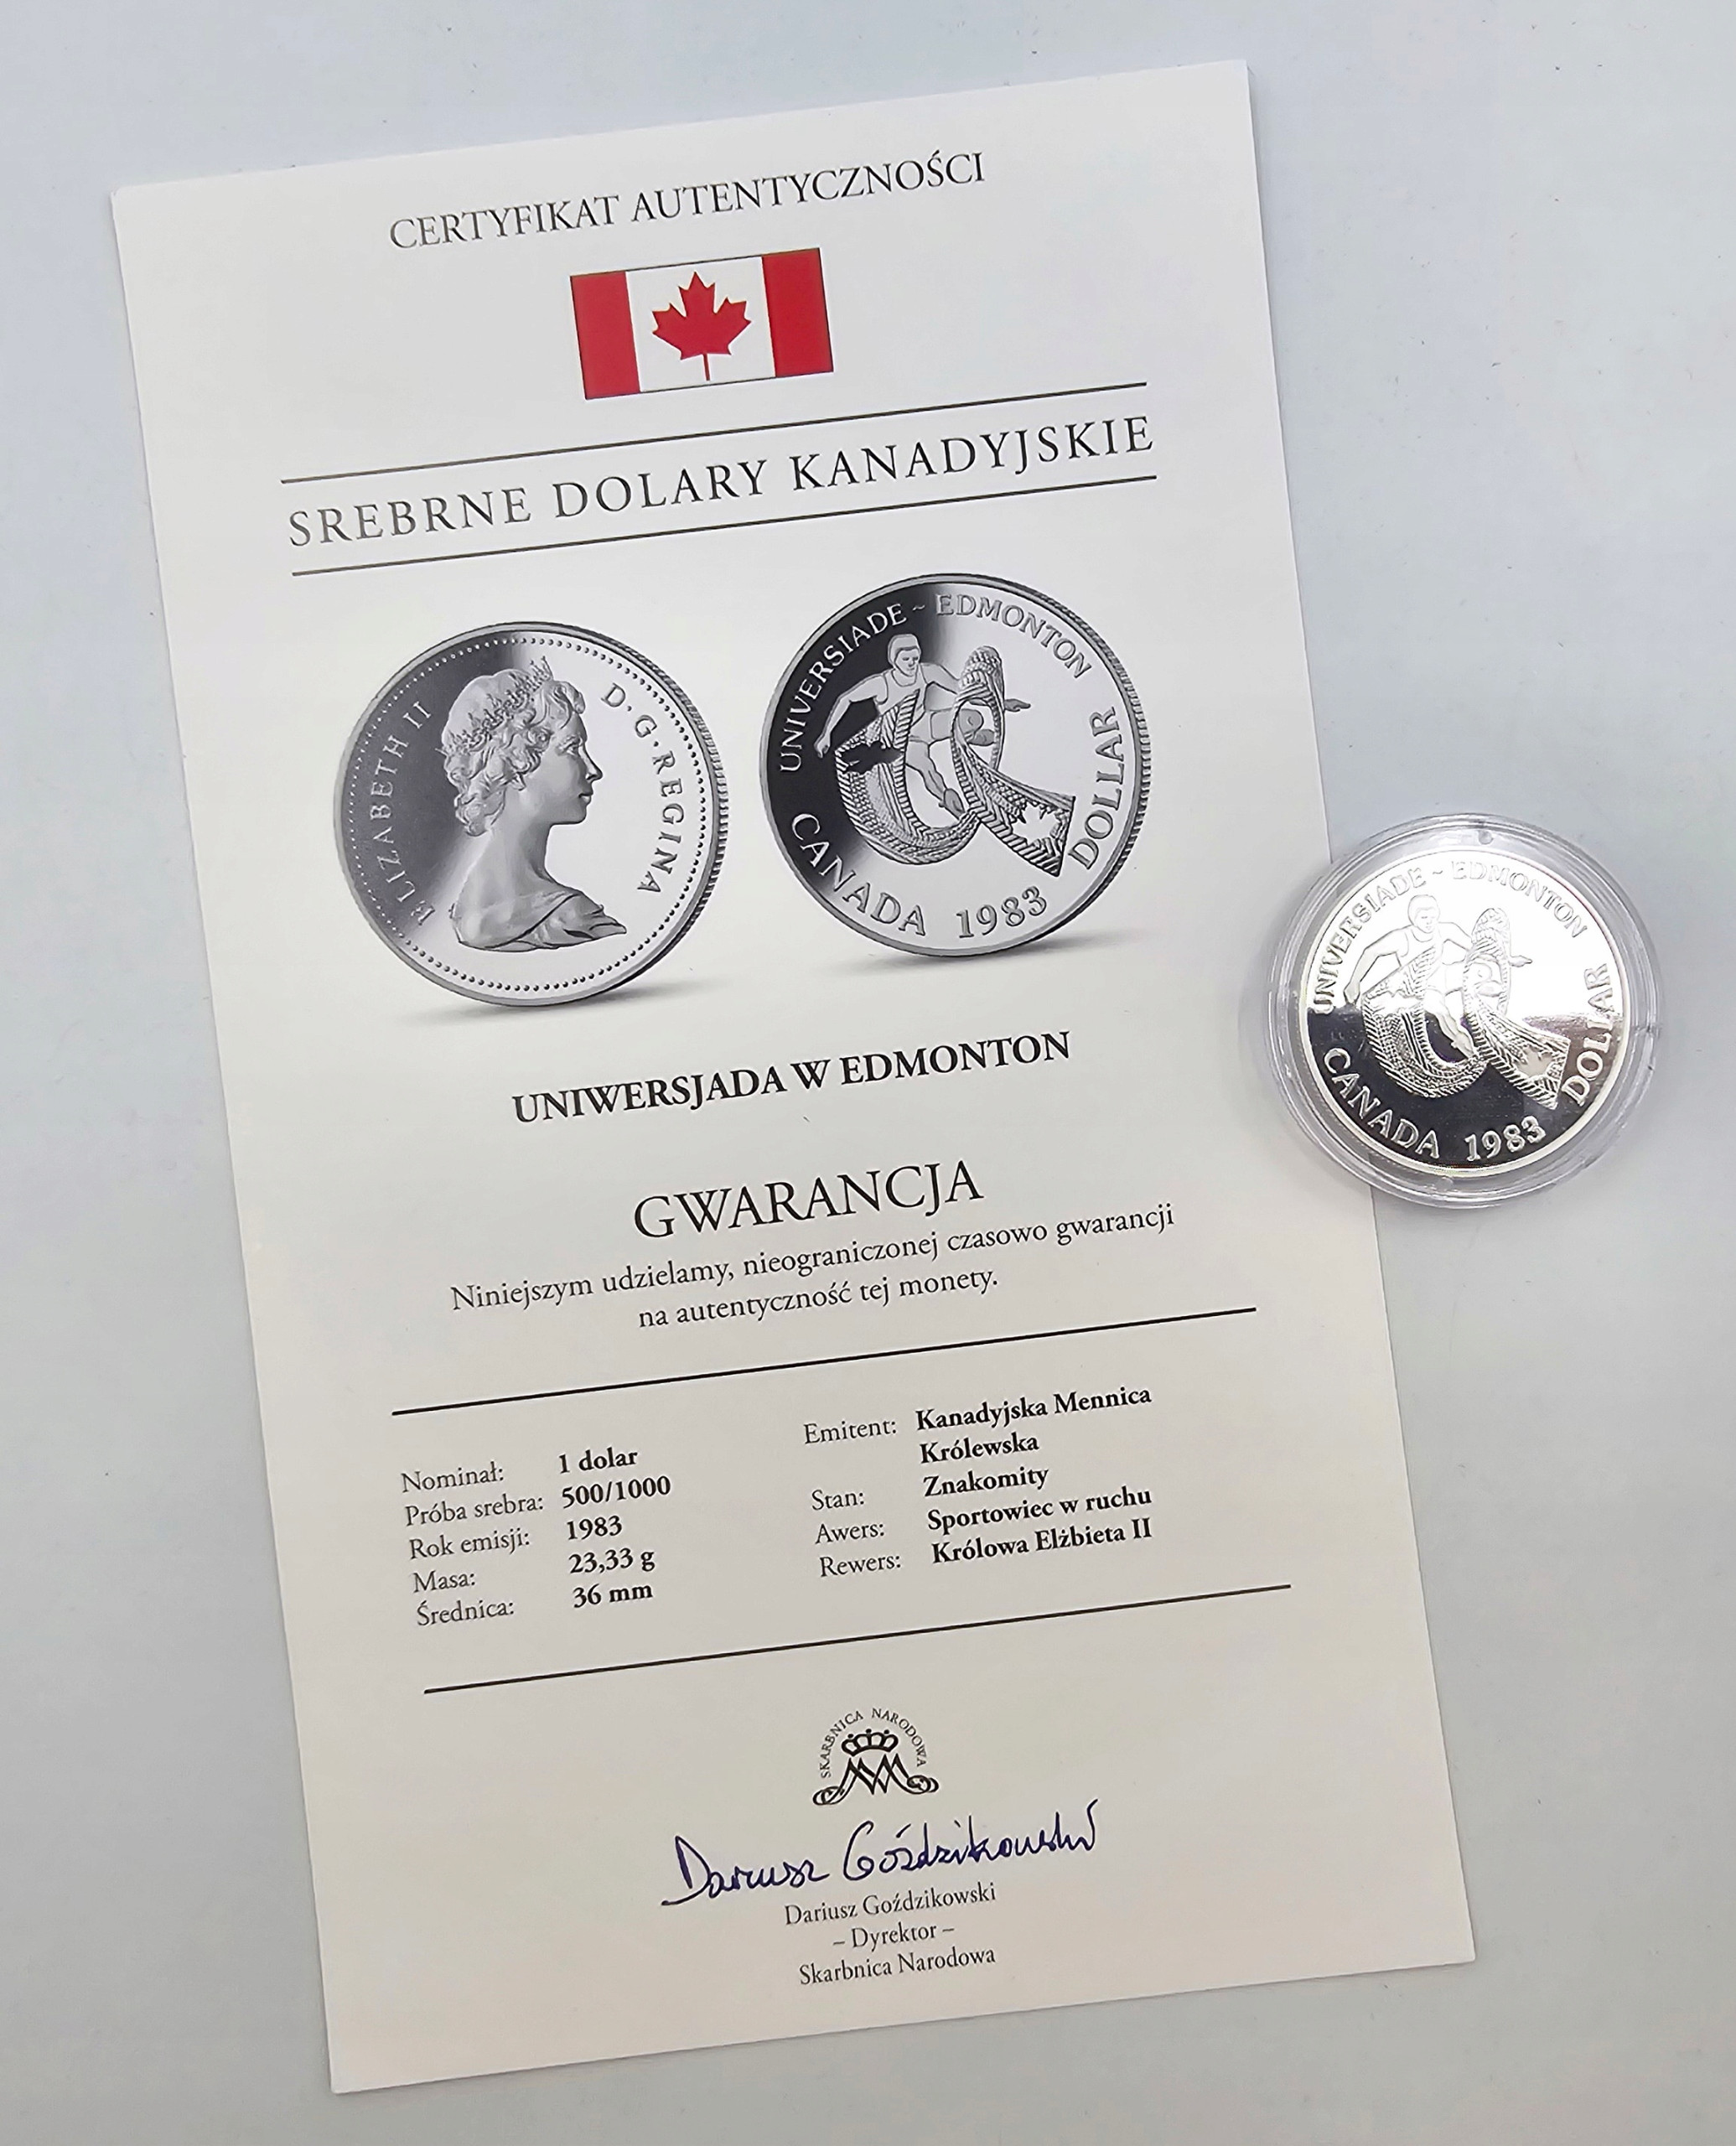 CERTYFIKAT AUTENTYCZNOŚCI
SREBRNE DOLARY KANADYJSKIE
ELIZABETH II D·G·REGINA
UNIVERSIADE ~ EDMONTON
CANADA 1983 DOLLAR
UNIWERSJADA W EDMONTON
GWARANCJA
Niniejszym udzielamy, nieograniczonej czasowo gwarancji
na autentyczność tej monety.
Nominał: 1 dolar
Próba srebra: 500/1000
Rok emisji: 1983
Masa: 23,33 g
Średnica: 36 mm
Emitent: Kanadyjska Mennica
Królewska
Stan: Znakomity
Awers: Sportowiec w ruchu
Rewers: Królowa Elżbieta II
SKARBNICA NARODOWA
Dariusz Goździkowski
Dariusz Goździkowski
– Dyrektor –
Skarbnica Narodowa
UNIVERSIADE ~ EDMONTON
CANADA 1983 DOLLAR